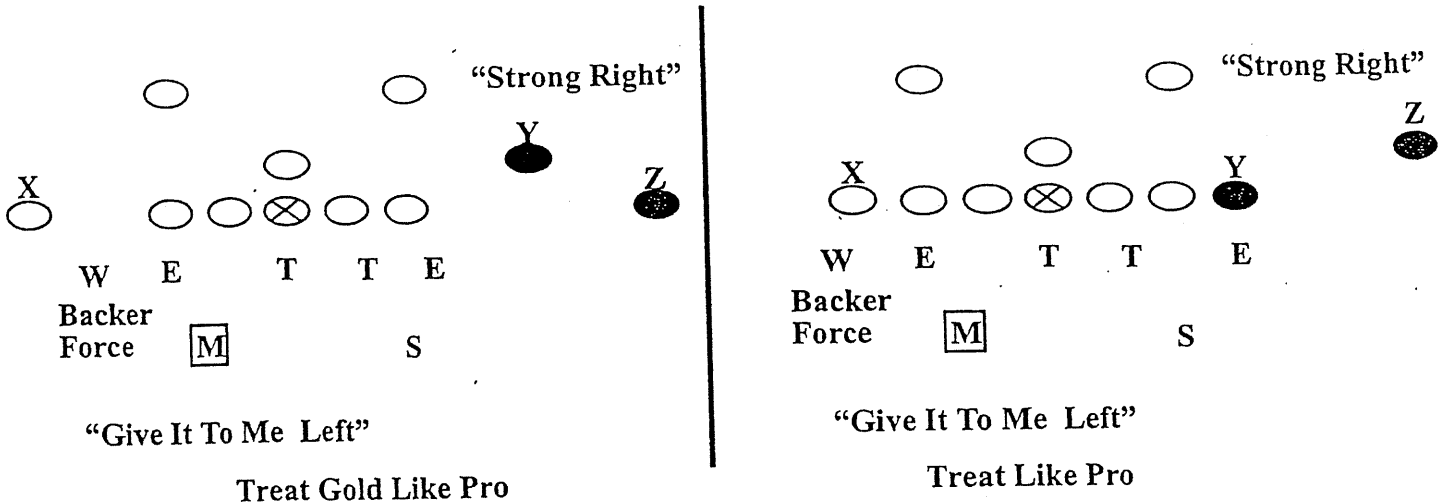 “Strong Right”
Y
X
Z
W E T T E
Backer
Force
M
S
“Give It To Me Left”
Treat Gold Like Pro
“Strong Right”
Z
X
Y
W E T T E
Backer
Force
M
S
“Give It To Me Left”
Treat Like Pro